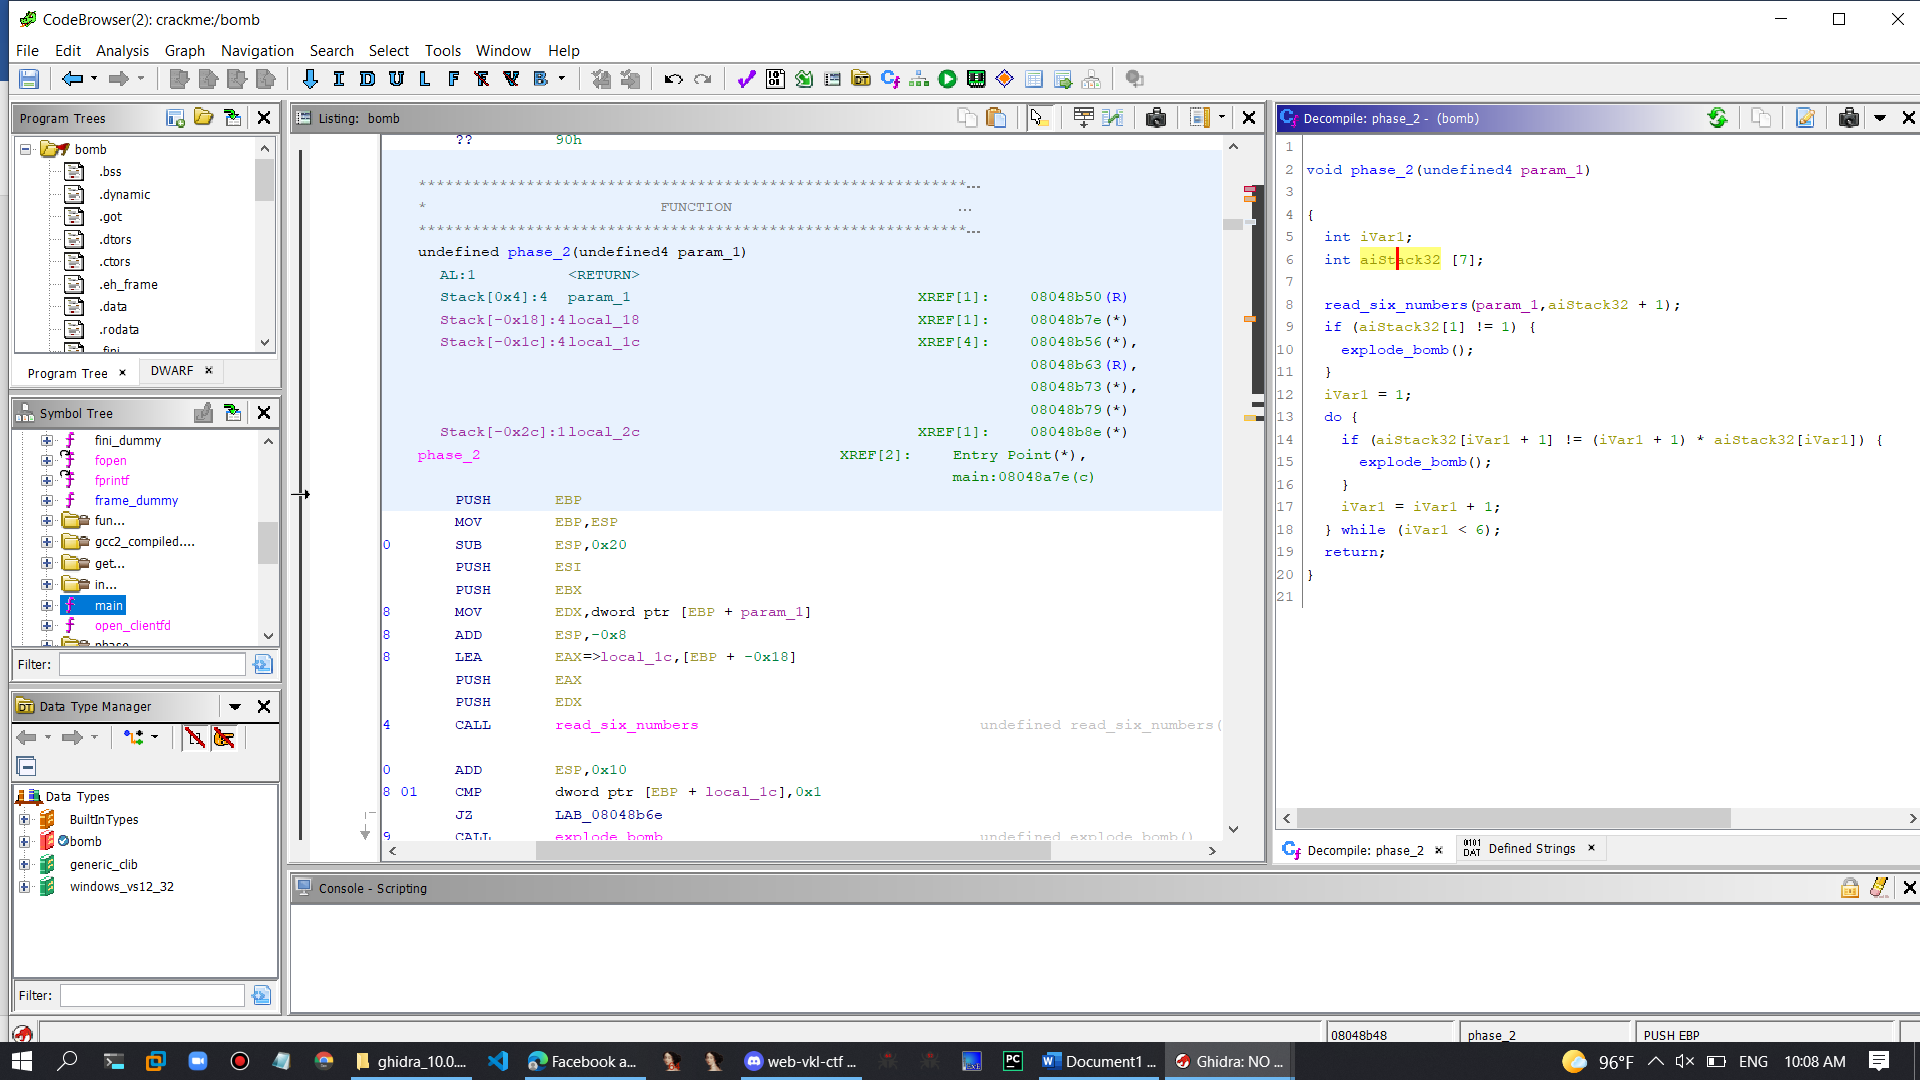 CodeBrowser(2): crackme:/bomb
File Edit Analysis Graph Navigation Search Select Tools Window Help
Program Trees
bomb
.bss
.dynamic
.got
.dtors
.ctors
.eh_frame
.data
.rodata
.fini
Program Tree
DWARF
Symbol Tree
fini_dummy
fopen
fprintf
frame_dummy
fun...
gcc2_compiled....
get...
in...
main
open_clientfd
phase
Filter:
Data Type Manager
Data Types
BuiltInTypes
bomb
generic_clib
windows_vs12_32
Filter:
Listing: bomb
?? 90h
*************************************************************...
* FUNCTION ...
*************************************************************...
undefined phase_2(undefined4 param_1)
AL:1 <RETURN>
Stack[0x4]:4 param_1 XREF[1]: 08048b50(R)
Stack[-0x18]:4 local_18 XREF[1]: 08048b7e(*)
Stack[-0x1c]:4 local_1c XREF[4]: 08048b56(*),
08048b63(R),
08048b73(*),
08048b79(*)
Stack[-0x2c]:1 local_2c XREF[1]: 08048b8e(*)
phase_2 XREF[2]: Entry Point(*),
main:08048a7e(c)
PUSH EBP
MOV EBP,ESP
0 SUB ESP,0x20
PUSH ESI
PUSH EBX
8 MOV EDX,dword ptr [EBP + param_1]
8 ADD ESP,-0x8
8 LEA EAX=>local_1c,[EBP + -0x18]
PUSH EAX
PUSH EDX
4 CALL read_six_numbers undefined read_six_numbers(
0 ADD ESP,0x10
8 01 CMP dword ptr [EBP + local_1c],0x1
JZ LAB_08048b6e
9 CALL explode_bomb undefined explode_bomb()
Decompile: phase_2 - (bomb)
1
2 void phase_2(undefined4 param_1)
3
4 {
5 int iVar1;
6 int aiStack32 [7];
7
8 read_six_numbers(param_1,aiStack32 + 1);
9 if (aiStack32[1] != 1) {
10 explode_bomb();
11 }
12 iVar1 = 1;
13 do {
14 if (aiStack32[iVar1 + 1] != (iVar1 + 1) * aiStack32[iVar1]) {
15 explode_bomb();
16 }
17 iVar1 = iVar1 + 1;
18 } while (iVar1 < 6);
19 return;
20 }
21
Decompile: phase_2
Defined Strings
Console - Scripting
08048b48 phase_2 PUSH EBP
ghidra_10.0....
Facebook a...
web-vkl-ctf ...
Document1 ...
Ghidra: NO ...
96°F
ENG
10:08 AM